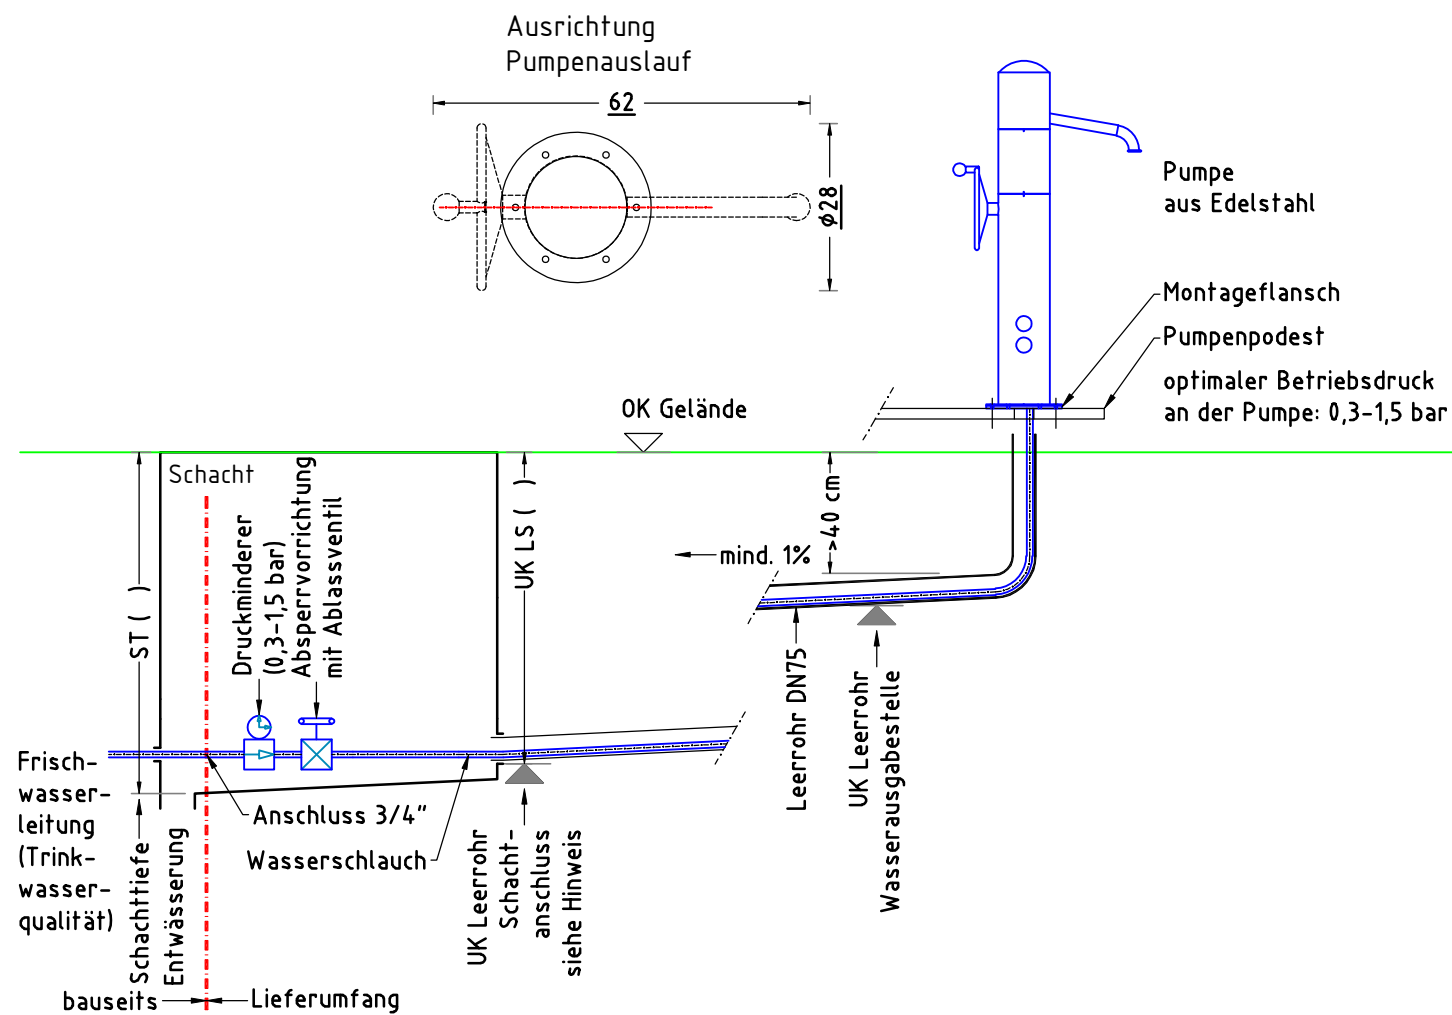 Ausrichtung
Pumpenauslauf
62
ø28
Pumpe
aus Edelstahl
Montageflansch
Pumpenpodest
optimaler Betriebsdruck
an der Pumpe: 0,3-1,5 bar
OK Gelände
Schacht
ST ( )
Druckminderer
(0,3-1,5 bar)
Absperrvorrichtung
mit Ablassventil
UK LS ( )
>40 cm
mind. 1%
Leerrohr DN75
UK Leerrohr
Wasserausgabestelle
Frisch-
wasser-
leitung
(Trink-
wasser-
qualität)
Schachttiefe
Entwässerung
Anschluss 3/4"
Wasserschlauch
UK Leerrohr
Schacht-
anschluss
siehe Hinweis
bauseits
Lieferumfang